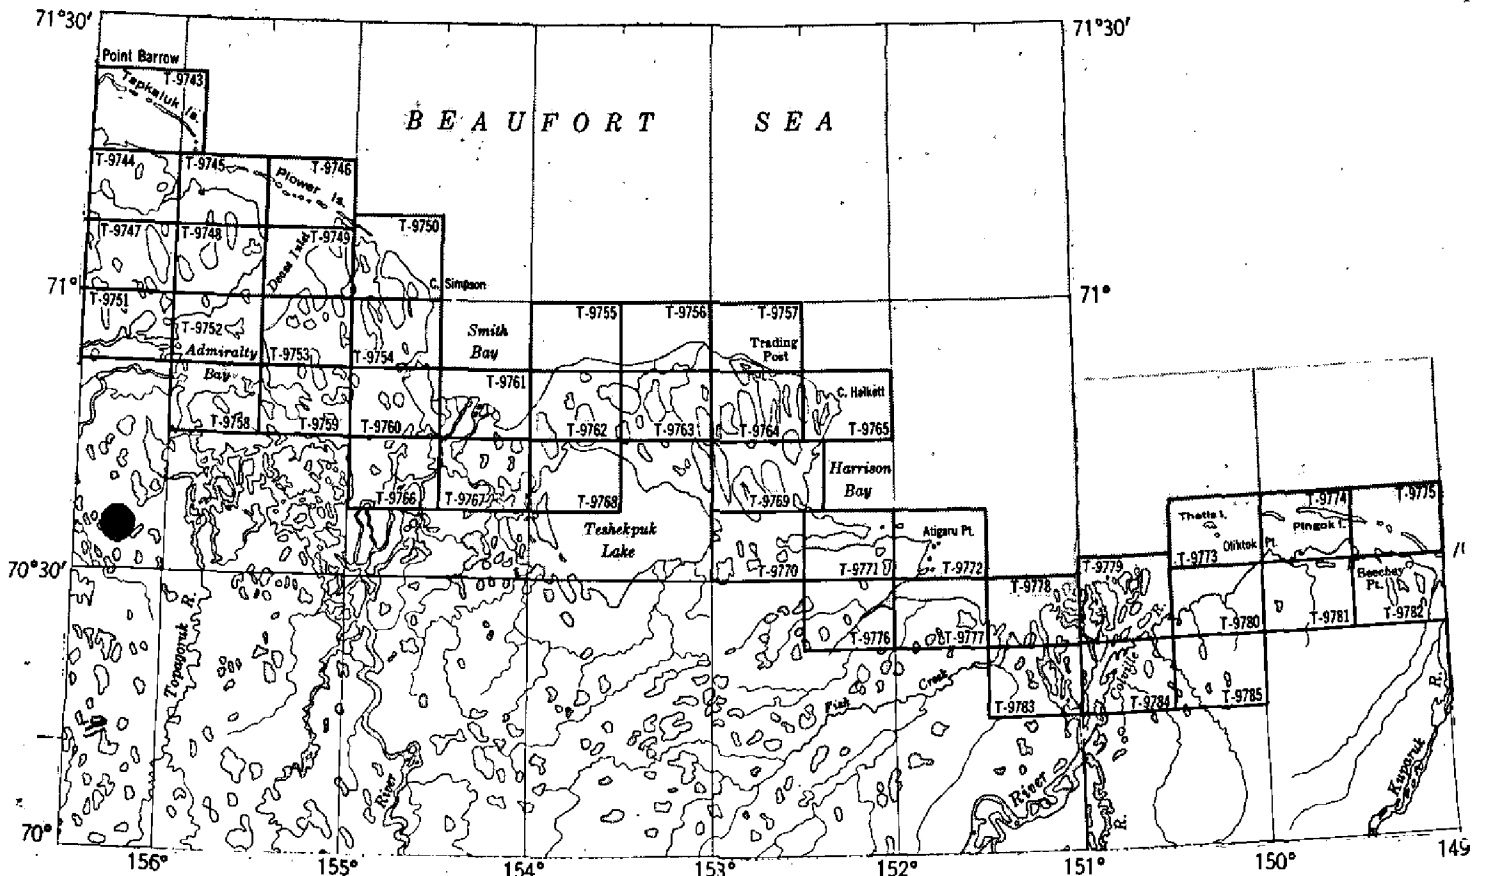 71°30′
71°30′
Point Barrow
T-9743
Tapkaluk Is.
BEAUFORT SEA
T-9744
T-9745
T-9746
Plover Is.
T-9747
T-9748
T-9749
T-9750
Dease Inlet
C. Simpson
71°
71°
T-9751
T-9752
T-9753
T-9754
Admiralty
Bay
Smith
Bay
T-9755
T-9756
T-9757
Trading
Post
T-9758
T-9759
T-9760
T-9761
T-9762
T-9763
T-9764
C. Halkett
T-9765
T-9766
T-9767
T-9768
T-9769
Harrison
Bay
Teshekpuk
Lake
Atigaru Pt.
T-9770
T-9771
T-9772
Thetis I.
Oliktok Pt.
T-9773
T-9774
Pingok I.
T-9775
70°30′
T-9776
T-9777
T-9778
T-9779
T-9780
T-9781
Beechey
Pt.
T-9782
T-9783
T-9784
T-9785
Topagoruk R.
River
Fish Creek
Colville R.
River
R.
Kuparuk R.
70°
156°
155°
154°
153°
152°
151°
150°
149